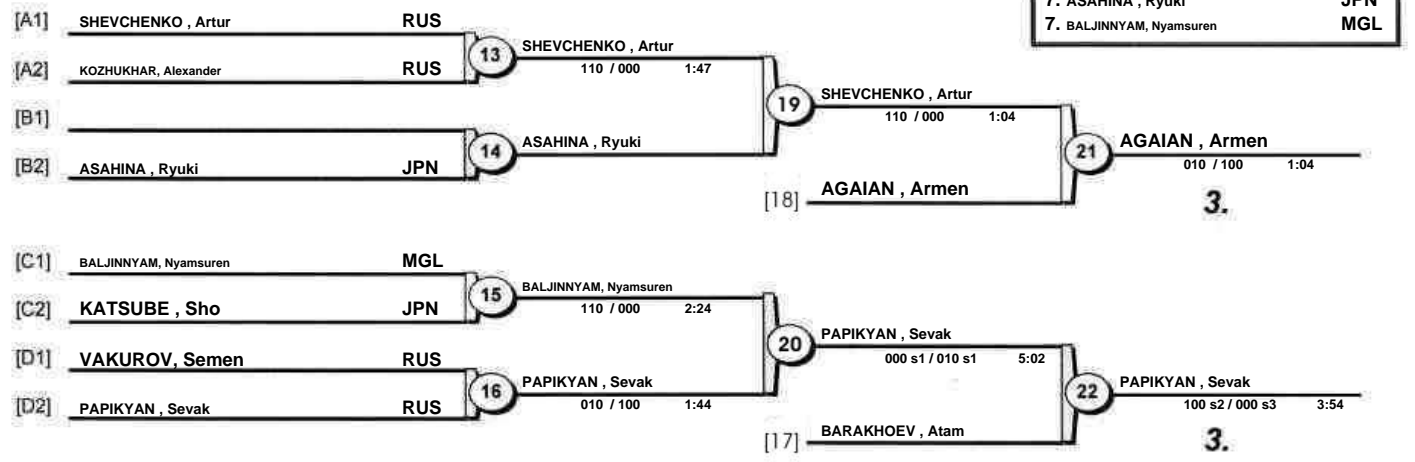 7. ASAHINA , Ryuki JPN
7. BALJINNYAM, Nyamsuren MGL
[A1] SHEVCHENKO , Artur RUS
13 SHEVCHENKO , Artur
110 / 000 1:47
[A2] KOZHUKHAR, Alexander RUS
19 SHEVCHENKO , Artur
110 / 000 1:04
[B1]
14 ASAHINA , Ryuki
[B2] ASAHINA , Ryuki JPN
21 AGAIAN , Armen
010 / 100 1:04
[18] AGAIAN , Armen
3.
[C1] BALJINNYAM, Nyamsuren MGL
15 BALJINNYAM, Nyamsuren
110 / 000 2:24
[C2] KATSUBE , Sho JPN
20 PAPIKYAN , Sevak
000 s1 / 010 s1 5:02
[D1] VAKUROV, Semen RUS
16 PAPIKYAN , Sevak
010 / 100 1:44
[D2] PAPIKYAN , Sevak RUS
22 PAPIKYAN , Sevak
100 s2 / 000 s3 3:54
[17] BARAKHOEV , Atam
3.